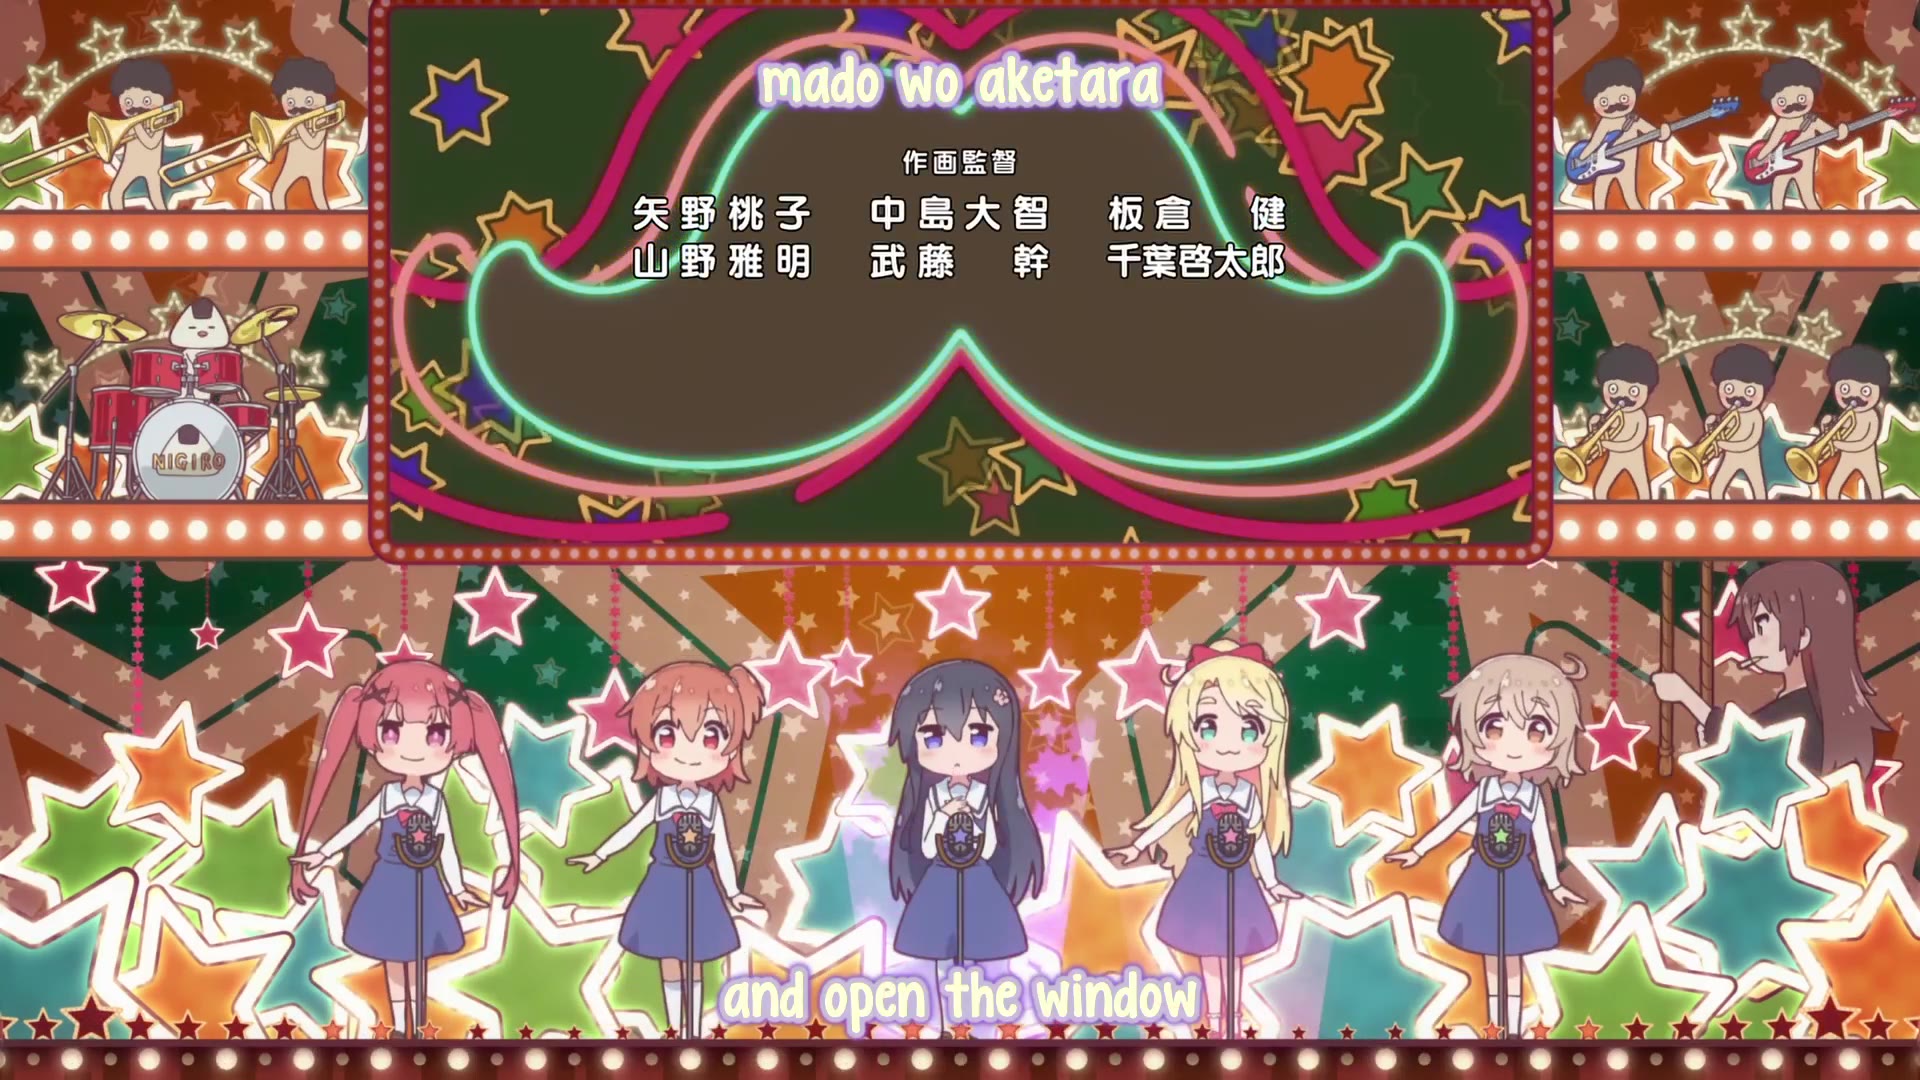 mado wo aketara
作画監督
矢野桃子 中島大智 板倉 健
山野雅明 武藤 幹 千葉啓太郎
NIGIRO
and open the window